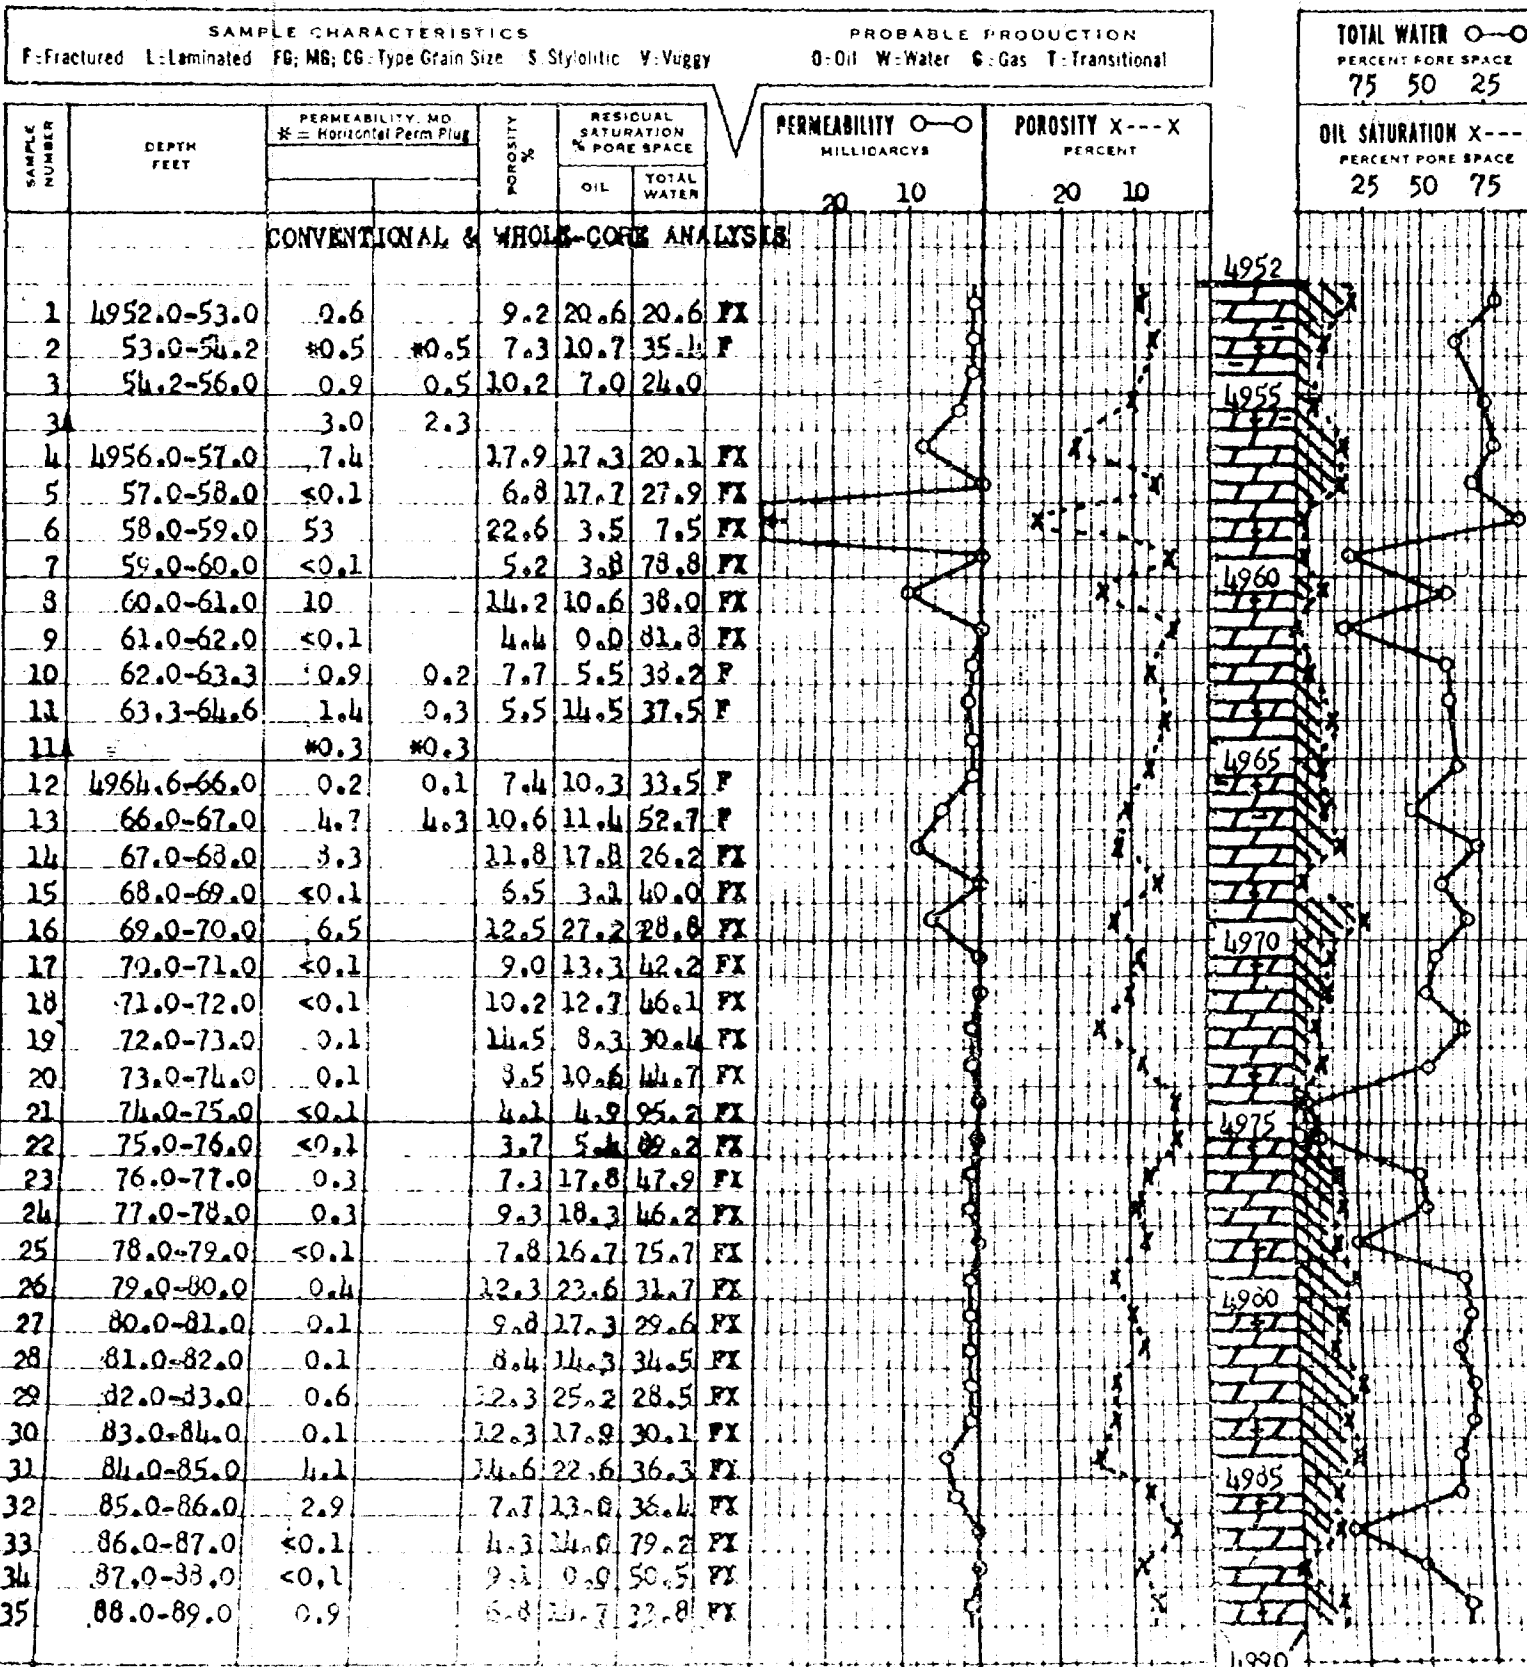 SAMPLE CHARACTERISTICS
F-Fractured L-Laminated FG; MG; CG-Type Grain Size S-Stylolitic V-Vuggy
PROBABLE PRODUCTION
O-Oil W-Water G-Gas T-Transitional
TOTAL WATER O—O
PERCENT PORE SPACE
75 50 25
SAMPLE NUMBER
DEPTH FEET
PERMEABILITY, MD
* = Horizontal Perm Plug
POROSITY %
RESIDUAL SATURATION % PORE SPACE
OIL
TOTAL WATER
PERMEABILITY O—O
MILLIDARCYS
20 10
POROSITY X---X
PERCENT
20 10
OIL SATURATION X---
PERCENT PORE SPACE
25 50 75
CONVENTIONAL & WHOLE-CORE ANALYSIS
1 4952.0-53.0 0.6 9.2 20.6 20.6 FX
2 53.0-54.2 *0.5 *0.5 7.3 10.7 35.4 F
3 54.2-56.0 0.9 0.5 10.2 7.0 24.0
3A 3.0 2.3
4 4956.0-57.0 7.4 17.9 17.3 20.1 FX
5 57.0-58.0 <0.1 6.8 17.7 27.9 FX
6 58.0-59.0 53 22.6 3.5 7.5 FX
7 59.0-60.0 <0.1 5.2 3.8 78.8 FX
8 60.0-61.0 10 14.2 10.6 38.0 FX
9 61.0-62.0 <0.1 4.4 0.0 81.8 FX
10 62.0-63.3 0.9 0.2 7.7 5.5 38.2 F
11 63.3-64.6 1.4 0.3 5.5 14.5 37.5 F
11A *0.3 *0.3
12 4964.6-66.0 0.2 0.1 7.4 10.3 33.5 F
13 66.0-67.0 4.7 4.3 10.6 11.4 52.7 F
14 67.0-68.0 8.3 11.8 17.8 26.2 FX
15 68.0-69.0 <0.1 6.5 3.1 40.0 FX
16 69.0-70.0 6.5 12.5 27.2 28.8 FX
17 70.0-71.0 <0.1 9.0 13.3 42.2 FX
18 71.0-72.0 <0.1 10.2 12.7 46.1 FX
19 72.0-73.0 0.1 14.5 8.3 30.4 FX
20 73.0-74.0 0.1 8.5 10.6 44.7 FX
21 74.0-75.0 <0.1 4.1 4.9 95.2 FX
22 75.0-76.0 <0.1 3.7 5.4 89.2 FX
23 76.0-77.0 0.3 7.3 17.8 47.9 FX
24 77.0-78.0 0.3 9.3 18.3 46.2 FX
25 78.0-79.0 <0.1 7.8 16.7 75.7 FX
26 79.0-80.0 0.4 12.3 23.6 31.7 FX
27 80.0-81.0 0.1 9.8 17.3 29.6 FX
28 81.0-82.0 0.1 8.4 14.3 34.5 FX
29 82.0-83.0 0.6 12.3 25.2 28.5 FX
30 83.0-84.0 0.1 12.3 17.9 30.1 FX
31 84.0-85.0 4.1 14.6 22.6 36.3 FX
32 85.0-86.0 2.9 7.7 13.0 36.4 FX
33 86.0-87.0 <0.1 4.3 14.0 79.2 FX
34 87.0-88.0 <0.1 9.1 0.0 50.5 FX
35 88.0-89.0 0.9 6.8 FX
4952
4955
4960
4965
4970
4975
4980
4985
4990